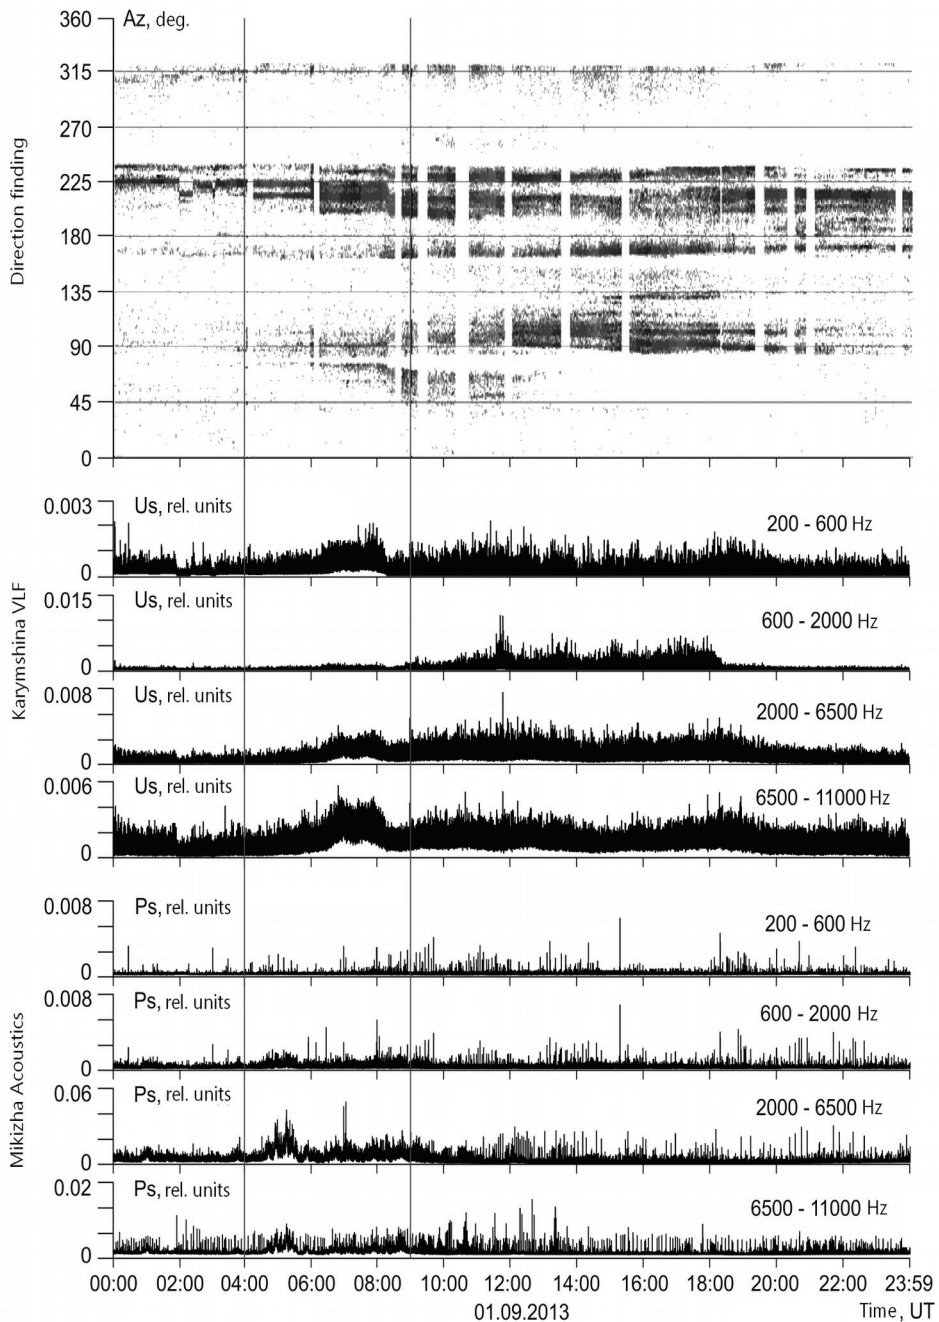 360 Az, deg.
315
270
225
180
135
90
45
0
Direction finding
0.003 Us, rel. units 200 - 600 Hz
0
0.015 Us, rel. units 600 - 2000 Hz
0
0.008 Us, rel. units 2000 - 6500 Hz
0
0.006 Us, rel. units 6500 - 11000 Hz
0
Karymshina VLF
0.008 Ps, rel. units 200 - 600 Hz
0
0.008 Ps, rel. units 600 - 2000 Hz
0
0.06 Ps, rel. units 2000 - 6500 Hz
0
0.02 Ps, rel. units 6500 - 11000 Hz
0
Mikizha Acoustics
00:00 02:00 04:00 06:00 08:00 10:00 12:00 14:00 16:00 18:00 20:00 22:00 23:59
01.09.2013 Time, UT